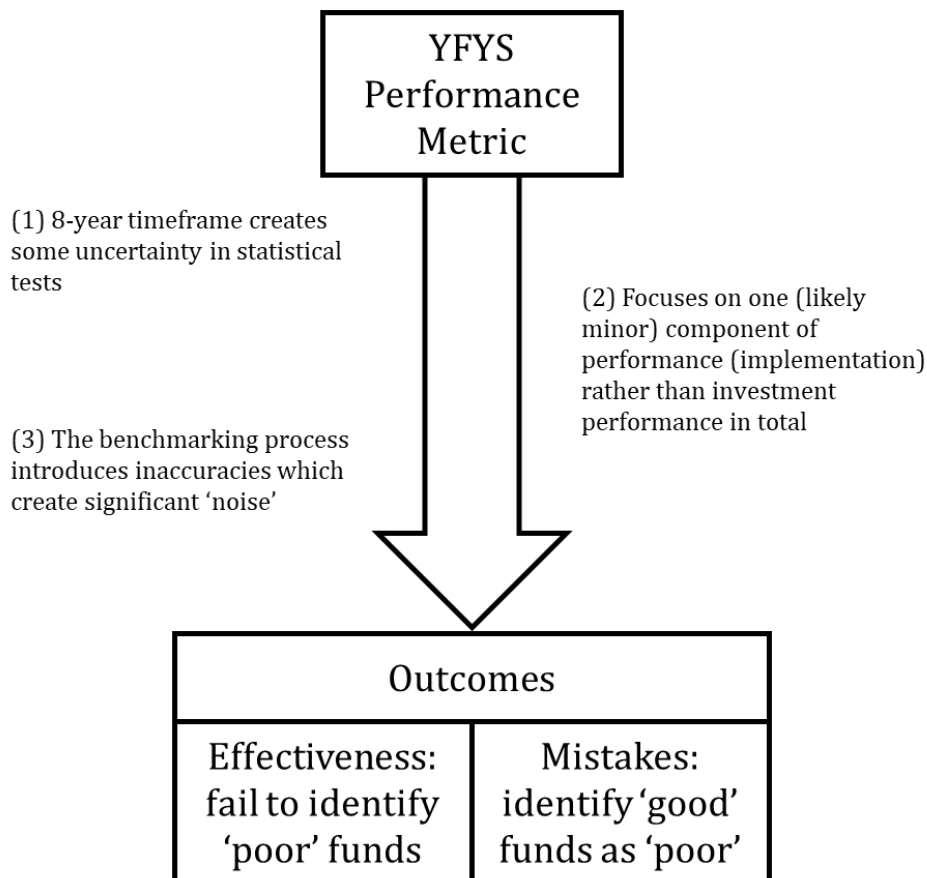 YFYS
Performance
Metric
(1) 8-year timeframe creates
some uncertainty in statistical
tests
(2) Focuses on one (likely
minor) component of
performance (implementation)
rather than investment
performance in total
(3) The benchmarking process
introduces inaccuracies which
create significant ‘noise’
Outcomes
Effectiveness:
fail to identify
‘poor’ funds
Mistakes:
identify ‘good’
funds as ‘poor’